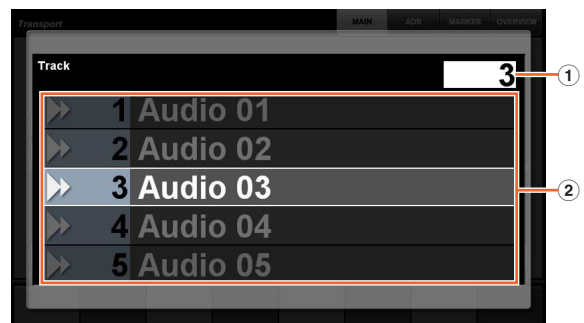 Transport MAIN ADR MARKER OVERVIEW
Track
3 ①
1 Audio 01
2 Audio 02
3 Audio 03 ②
4 Audio 04
5 Audio 05